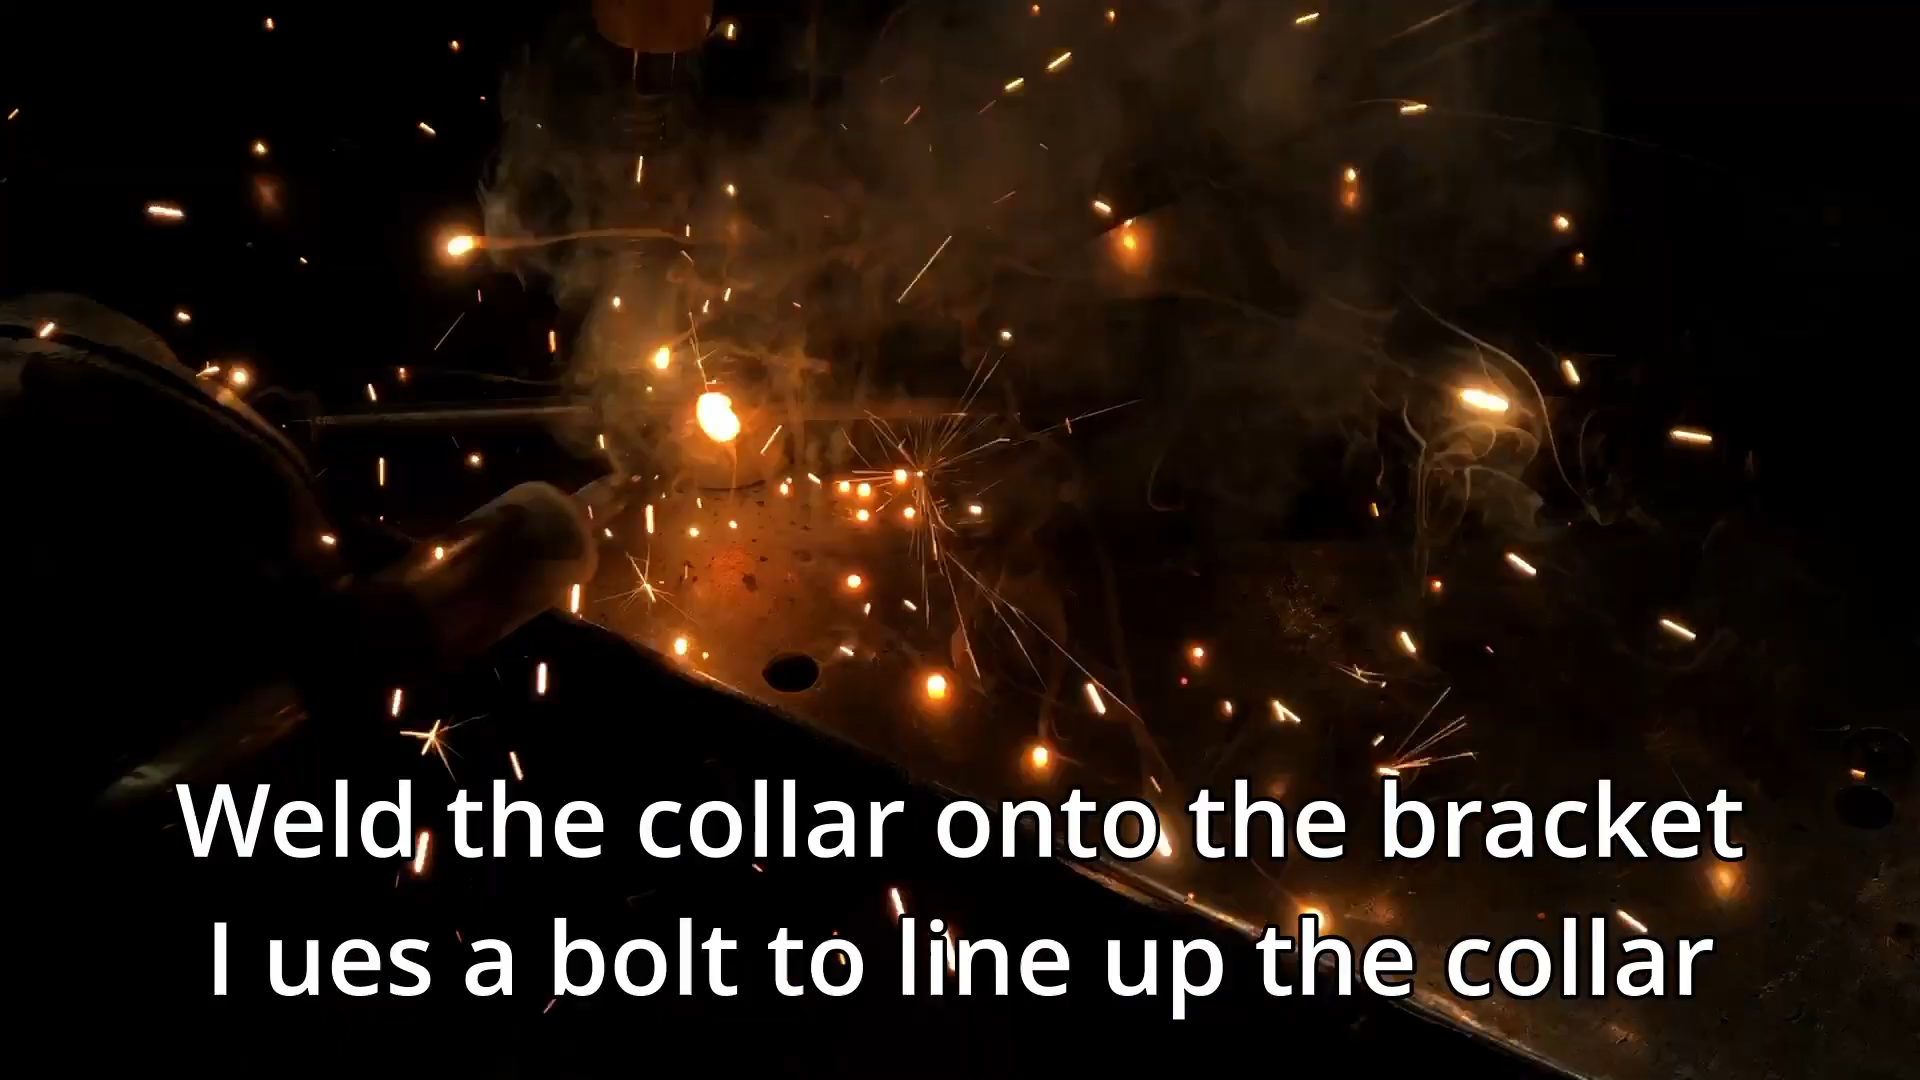 Weld the collar onto the bracket
I ues a bolt to line up the collar